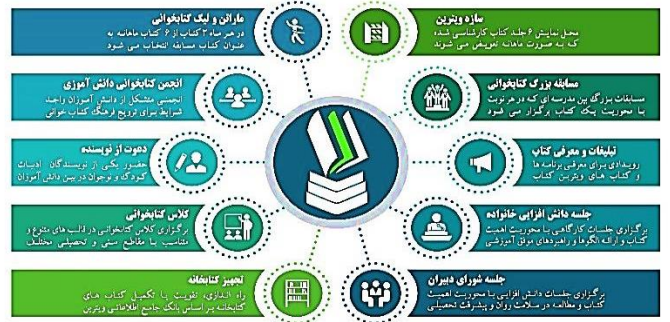 سازه ویترین
محل نمایش ۶ جلد کتاب کارشناسی شده
که به صورت ماهانه تعویض می شوند
مسابقه بزرگ کتابخوانی
مسابقات بزرگ بین مدرسه ای که در هر نوبت
با محوریت یک کتاب برگزار می شود
تبلیغات و معرفی کتاب
رویدادی برای معرفی برنامه ها
و کتاب های ویترین کتاب
جلسه دانش افزایی خانواده
برگزاری جلسات کارگاهی با محوریت اهمیت
کتاب و ارائه الگوها و راهبردهای موفق آموزشی
جلسه شورای دبیران
برگزاری جلسات دانش افزایی با محوریت اهمیت
کتاب و مطالعه در سلامت روان و پیشرفت تحصیلی
ماراتن و لیگ کتابخوانی
در هر ماه ۲ کتاب از ۶ کتاب ماهانه به
عنوان کتاب مسابقه انتخاب می شود
انجمن کتابخوانی دانش آموزی
انجمنی متشکل از دانش آموزان واجد
شرایط برای ترویج فرهنگ کتاب خوانی
دعوت از نویسنده
حضور یکی از نویسندگان ادبیات
کودک و نوجوان در بین دانش آموزان
کلاس کتابخوانی
برگزاری کلاس کتابخوانی در قالب های متنوع و
متناسب با مقاطع سنی و تحصیلی مختلف
تجهیز کتابخانه
راه اندازی، تقویت یا تکمیل کتاب های
کتابخانه بر اساس بانک جامع اطلاعاتی ویترین